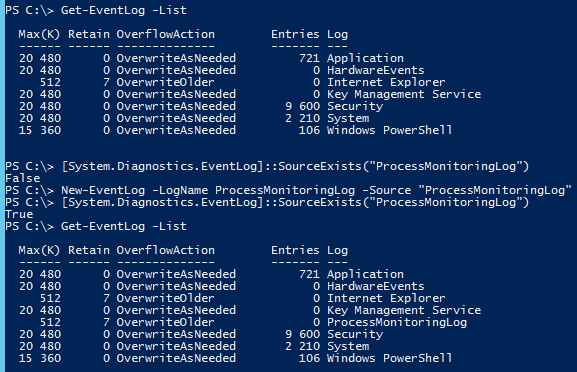 PS C:\> Get-EventLog -List
Max(K) Retain OverflowAction Entries Log
------ ------ -------------- ------- ---
20 480 0 OverwriteAsNeeded 721 Application
20 480 0 OverwriteAsNeeded 0 HardwareEvents
512 7 OverwriteOlder 0 Internet Explorer
20 480 0 OverwriteAsNeeded 0 Key Management Service
20 480 0 OverwriteAsNeeded 9 600 Security
20 480 0 OverwriteAsNeeded 2 210 System
15 360 0 OverwriteAsNeeded 106 Windows PowerShell
PS C:\> [System.Diagnostics.EventLog]::SourceExists("ProcessMonitoringLog")
False
PS C:\> New-EventLog -LogName ProcessMonitoringLog -Source "ProcessMonitoringLog"
PS C:\> [System.Diagnostics.EventLog]::SourceExists("ProcessMonitoringLog")
True
PS C:\> Get-EventLog -List
Max(K) Retain OverflowAction Entries Log
------ ------ -------------- ------- ---
20 480 0 OverwriteAsNeeded 721 Application
20 480 0 OverwriteAsNeeded 0 HardwareEvents
512 7 OverwriteOlder 0 Internet Explorer
20 480 0 OverwriteAsNeeded 0 Key Management Service
512 7 OverwriteOlder 0 ProcessMonitoringLog
20 480 0 OverwriteAsNeeded 9 600 Security
20 480 0 OverwriteAsNeeded 2 210 System
15 360 0 OverwriteAsNeeded 106 Windows PowerShell